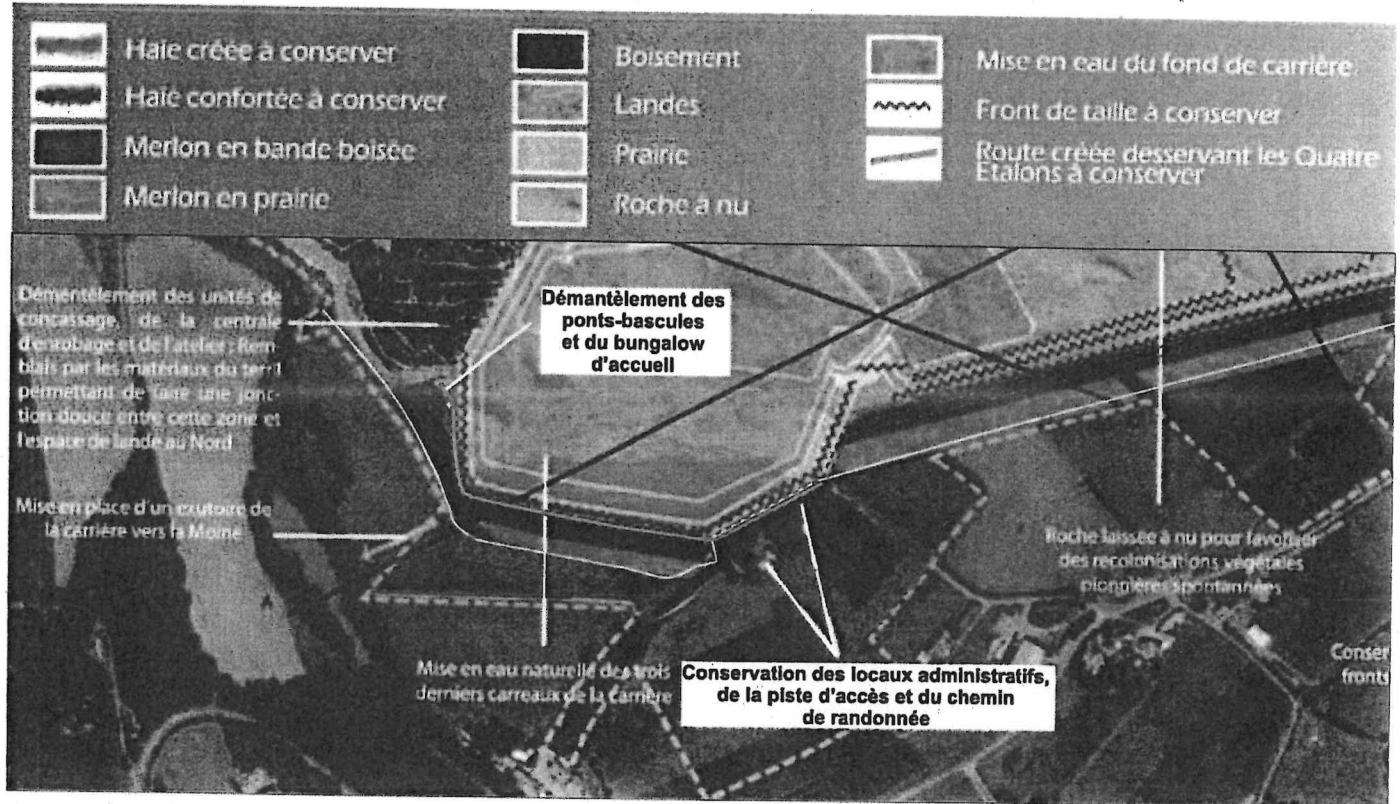 Haie créée à conserver
Haie confortée à conserver
Merlon en bande boisée
Merlon en prairie
Boisement
Landes
Prairie
Roche à nu
Mise en eau du fond de carrière
Front de taille à conserver
Route créée desservant les Quatre
Etalons à conserver
Démentèlement des unités de
concassage, de la centrale
d'enrobage et de l'atelier : Rem-
blais par les matériaux du terril
permettant de faire une jonc-
tion douce entre cette zone et
l'espace de lande au Nord
Démantèlement des
ponts-bascules
et du bungalow
d'accueil
Mise en place d'un exutoire de
la carrière vers la Moine
Mise en eau naturelle des trois
derniers carreaux de la Carrière
Conservation des locaux administratifs,
de la piste d'accès et du chemin
de randonnée
Roche laissée à nu pour favoriser
des recolonisations végétales
pionnières spontannées
Conser
fronts